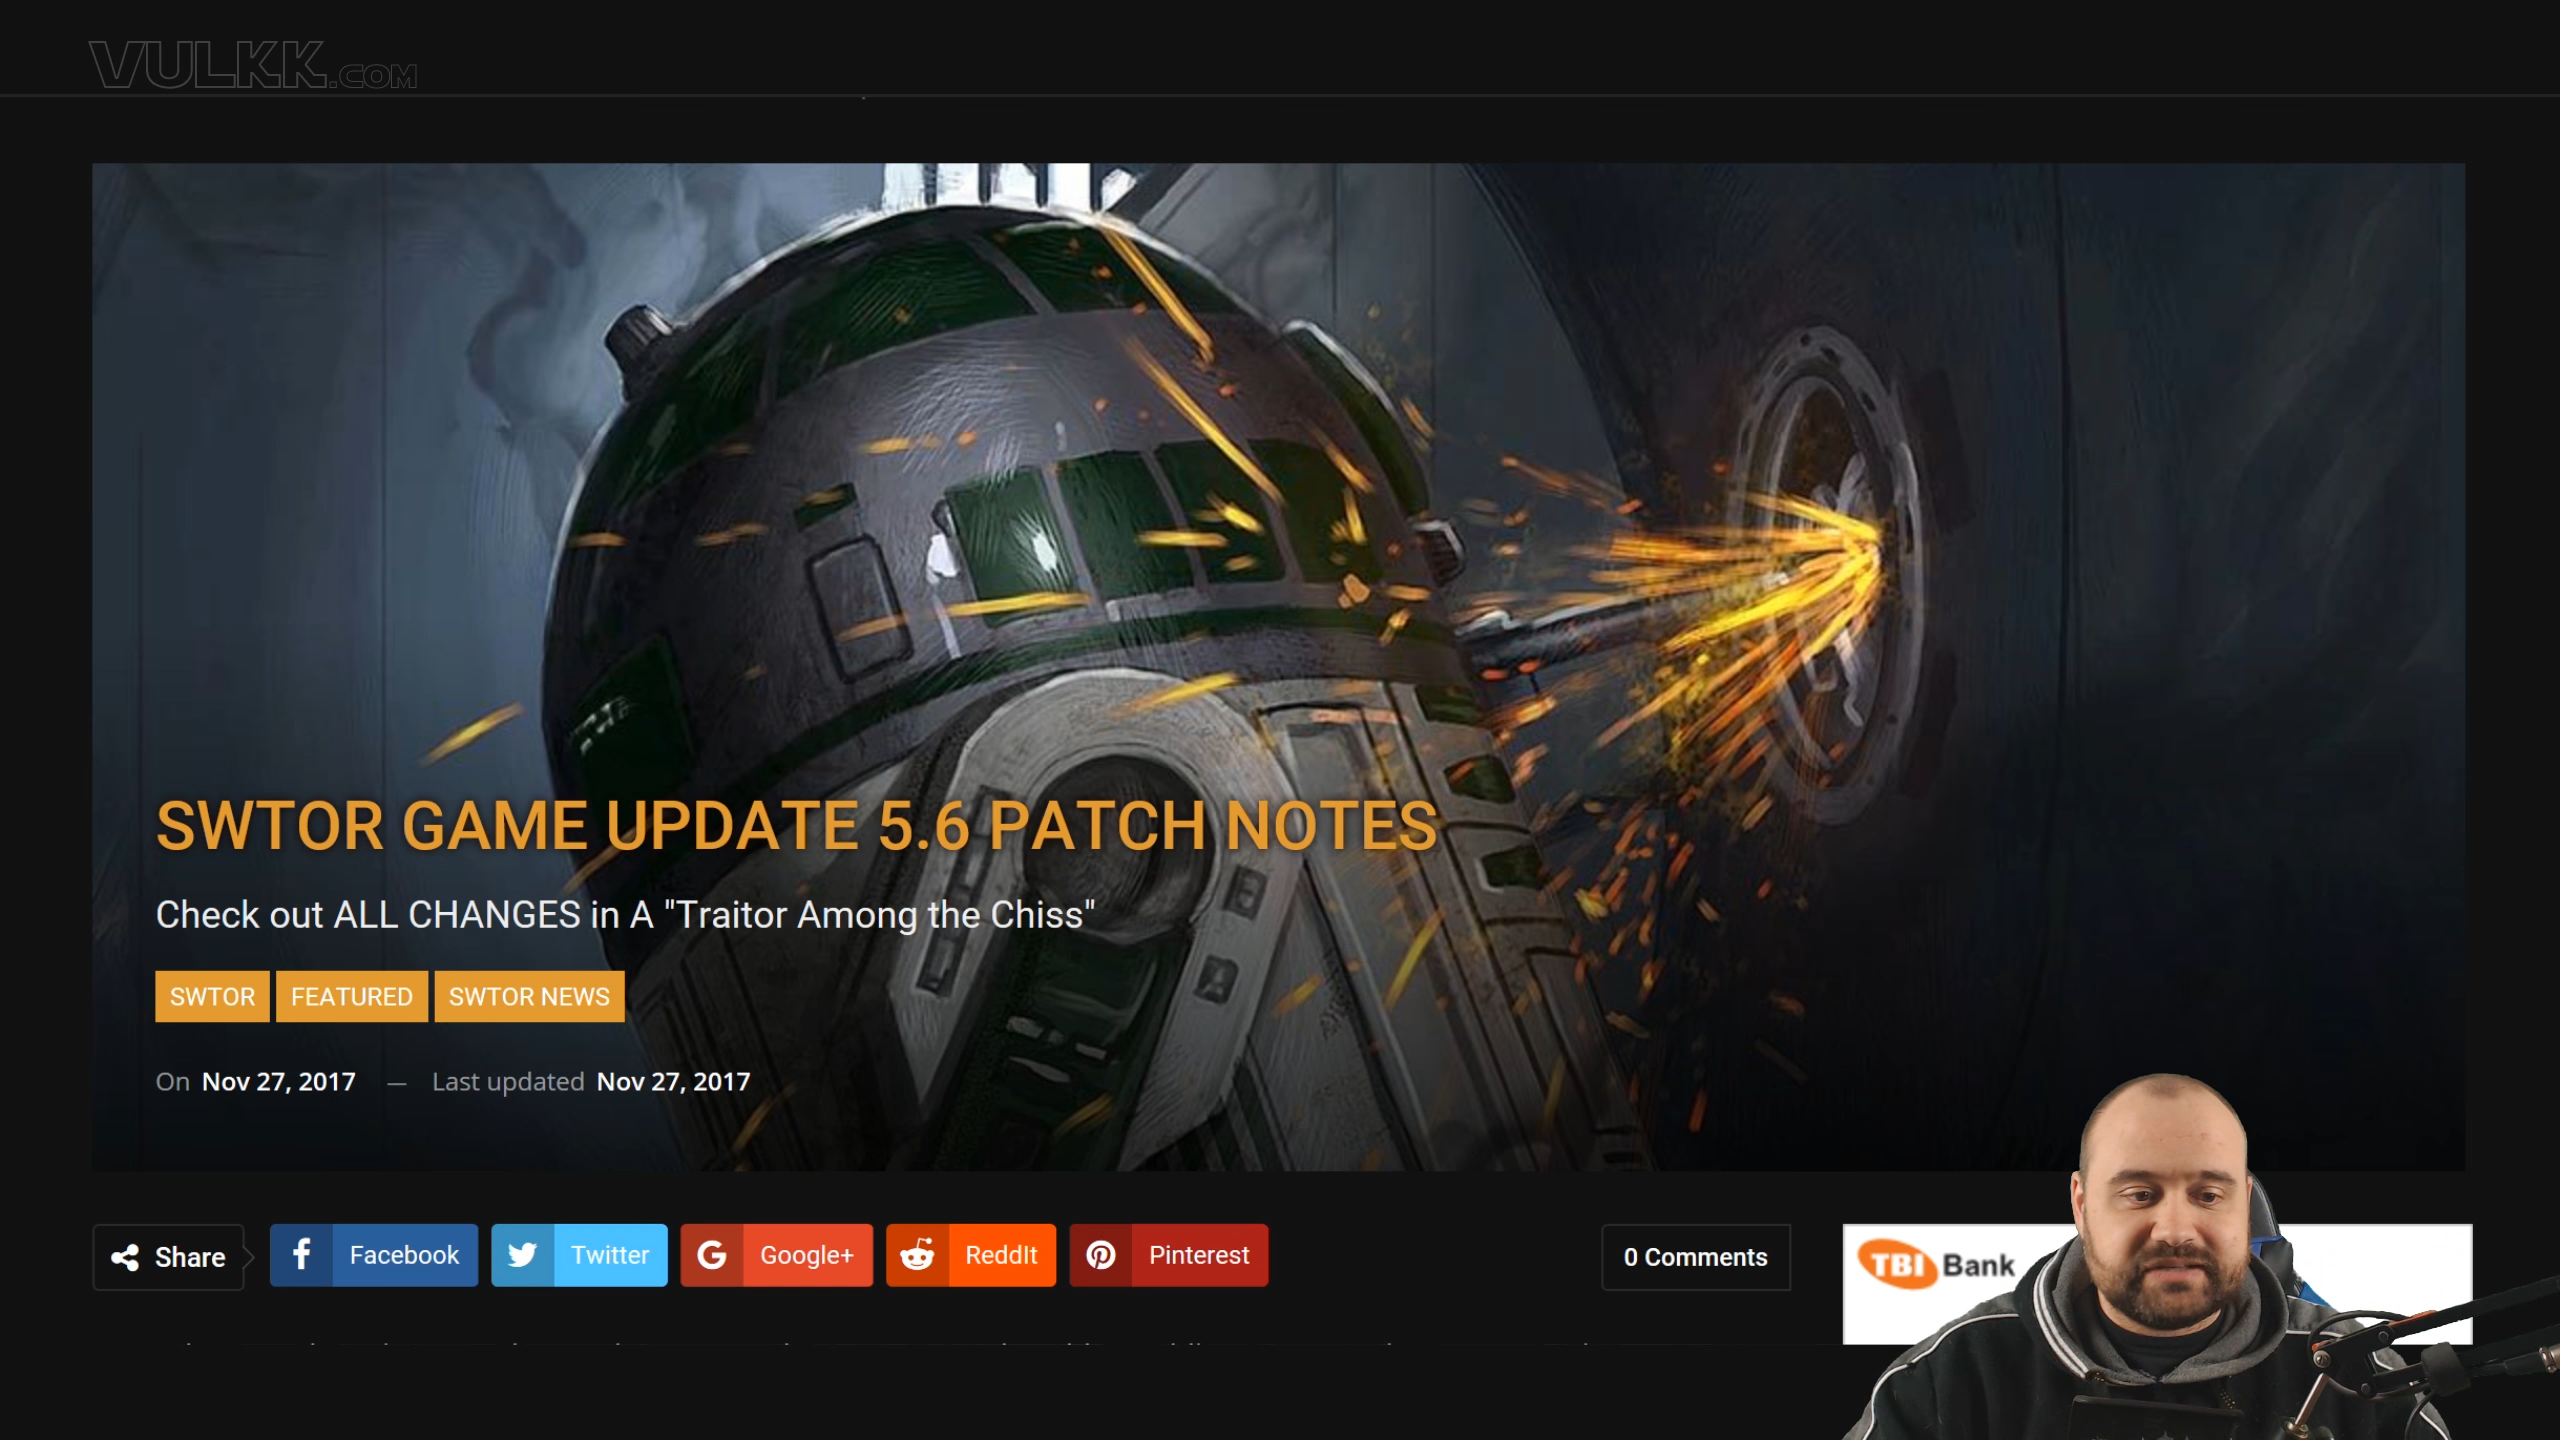 VULKK.COM
SWTOR GAME UPDATE 5.6 PATCH NOTES
Check out ALL CHANGES in A "Traitor Among the Chiss"
SWTOR FEATURED SWTOR NEWS
On Nov 27, 2017 — Last updated Nov 27, 2017
Share Facebook Twitter Google+ ReddIt Pinterest 0 Comments
TBI Bank